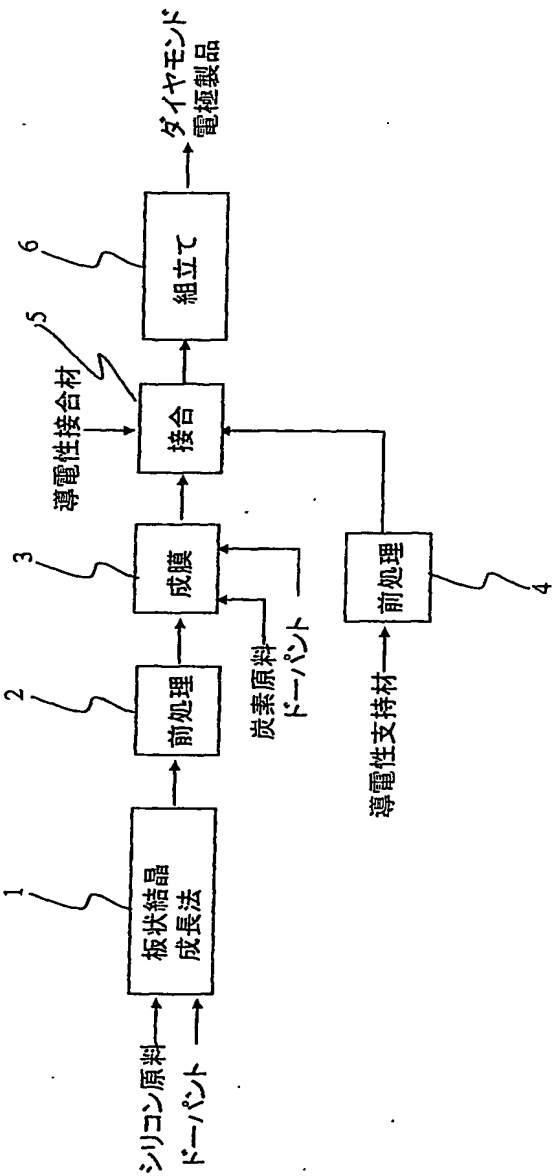 シリコン原料
ドーパント
1
板状結晶
成長法
2
前処理
3
成膜
炭素原料
ドーパント
導電性支持材
前処理
4
導電性接合材
5
接合
6
組立て
ダイヤモンド
電極製品